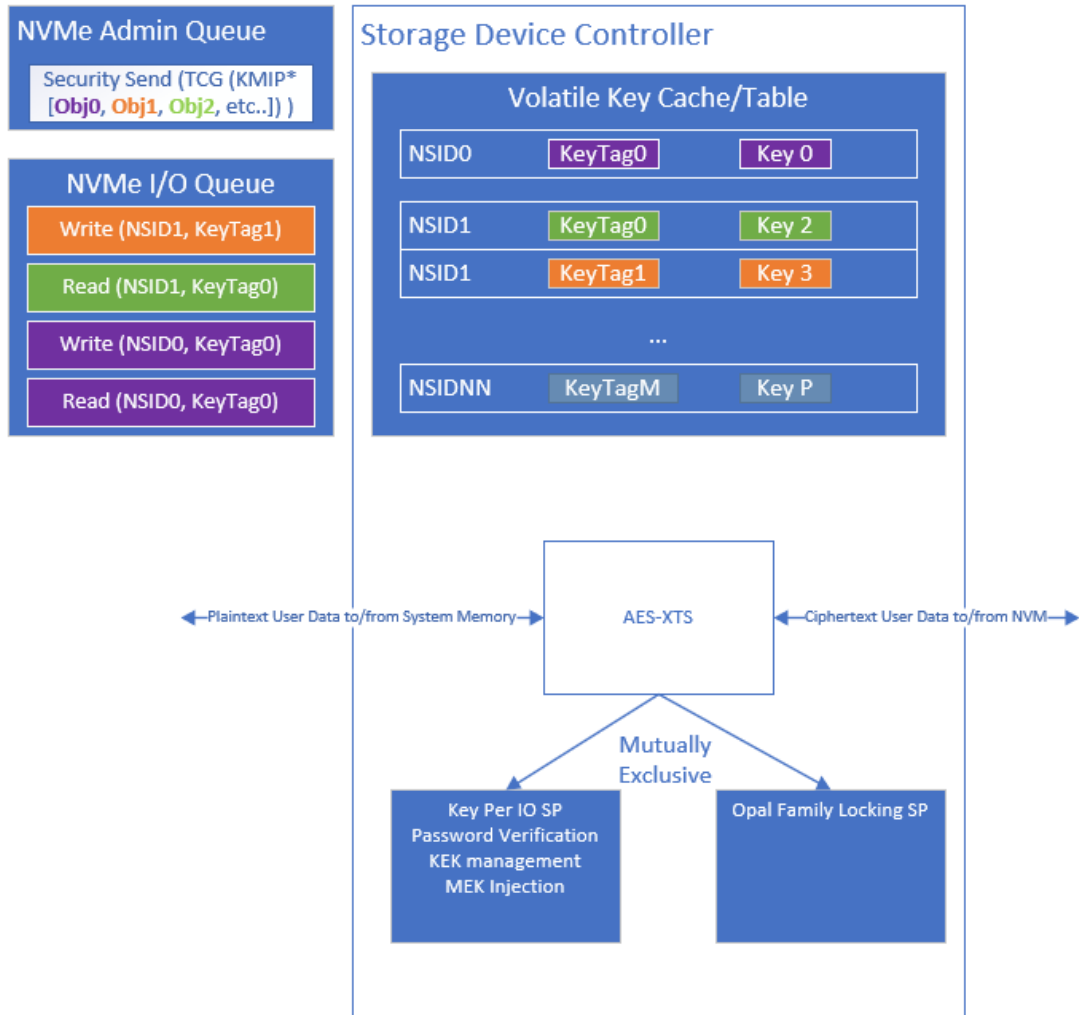 NVMe Admin Queue
Security Send (TCG (KMIP*
[Obj0, Obj1, Obj2, etc..]) )
NVMe I/O Queue
Write (NSID1, KeyTag1)
Read (NSID1, KeyTag0)
Write (NSID0, KeyTag0)
Read (NSID0, KeyTag0)
Storage Device Controller
Volatile Key Cache/Table
NSID0 KeyTag0 Key 0
NSID1 KeyTag0 Key 2
NSID1 KeyTag1 Key 3
...
NSIDNN KeyTagM Key P
Plaintext User Data to/from System Memory
AES-XTS
Ciphertext User Data to/from NVM
Mutually
Exclusive
Key Per IO SP
Password Verification
KEK management
MEK Injection
Opal Family Locking SP